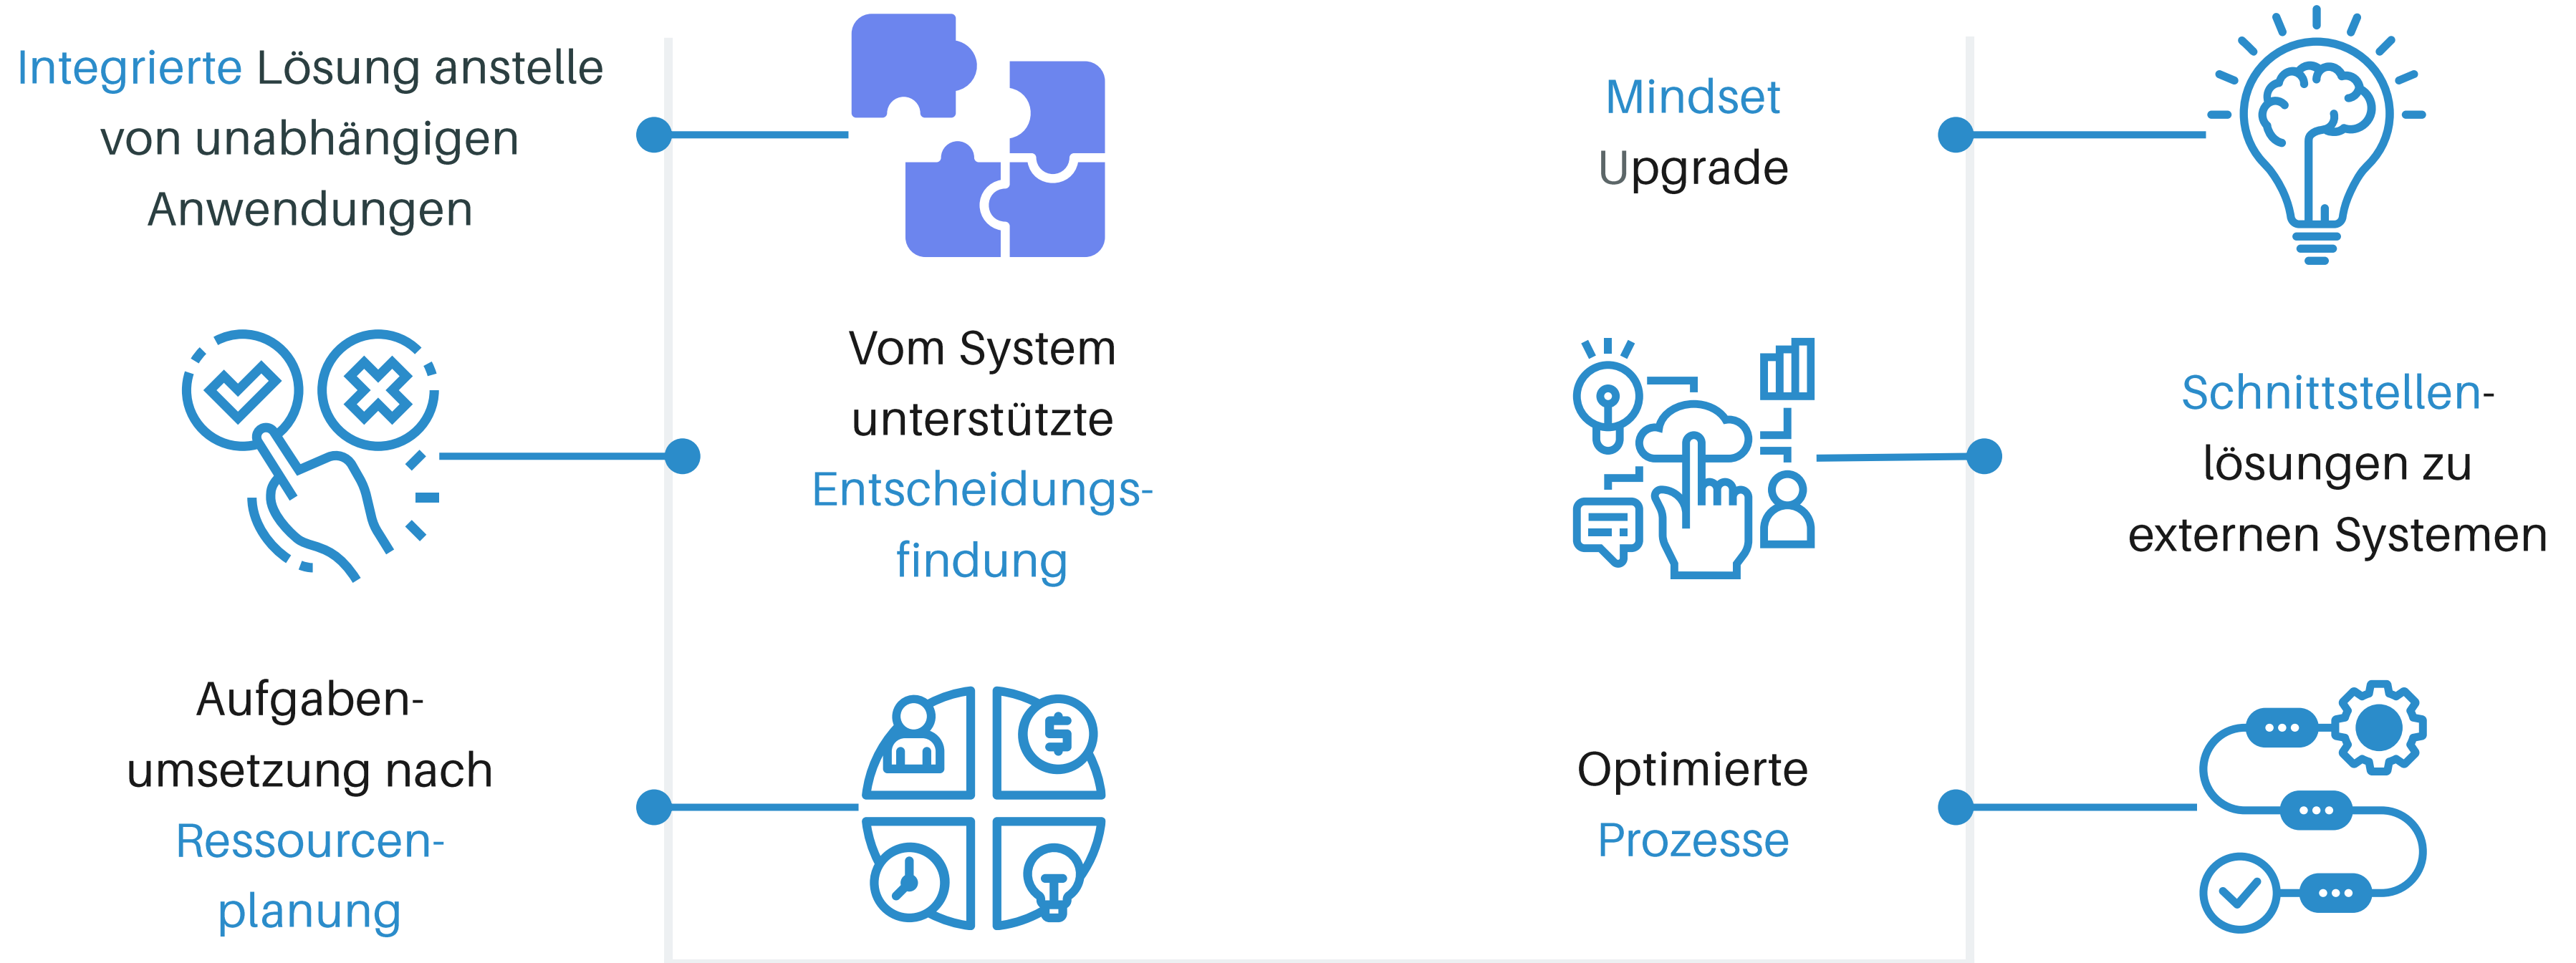 Integrierte Lösung anstelle
von unabhängigen
Anwendungen
Vom System
unterstützte
Entscheidungs-
findung
Aufgaben-
umsetzung nach
Ressourcen-
planung
Mindset
Upgrade
Schnittstellen-
lösungen zu
externen Systemen
Optimierte
Prozesse